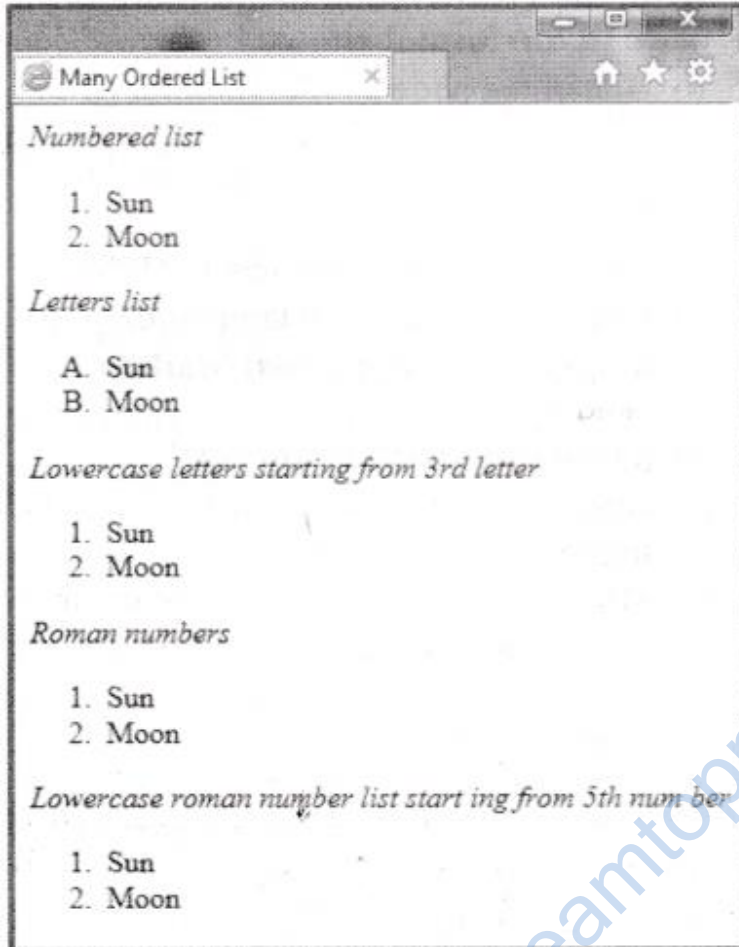 Many Ordered List
Numbered list
1. Sun
2. Moon
Letters list
A. Sun
B. Moon
Lowercase letters starting from 3rd letter
1. Sun
2. Moon
Roman numbers
1. Sun
2. Moon
Lowercase roman number list start ing from 5th num ber
1. Sun
2. Moon